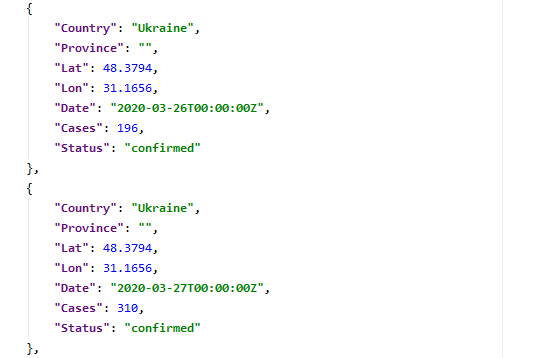 {
"Country": "Ukraine",
"Province": "",
"Lat": 48.3794,
"Lon": 31.1656,
"Date": "2020-03-26T00:00:00Z",
"Cases": 196,
"Status": "confirmed"
},
{
"Country": "Ukraine",
"Province": "",
"Lat": 48.3794,
"Lon": 31.1656,
"Date": "2020-03-27T00:00:00Z",
"Cases": 310,
"Status": "confirmed"
},